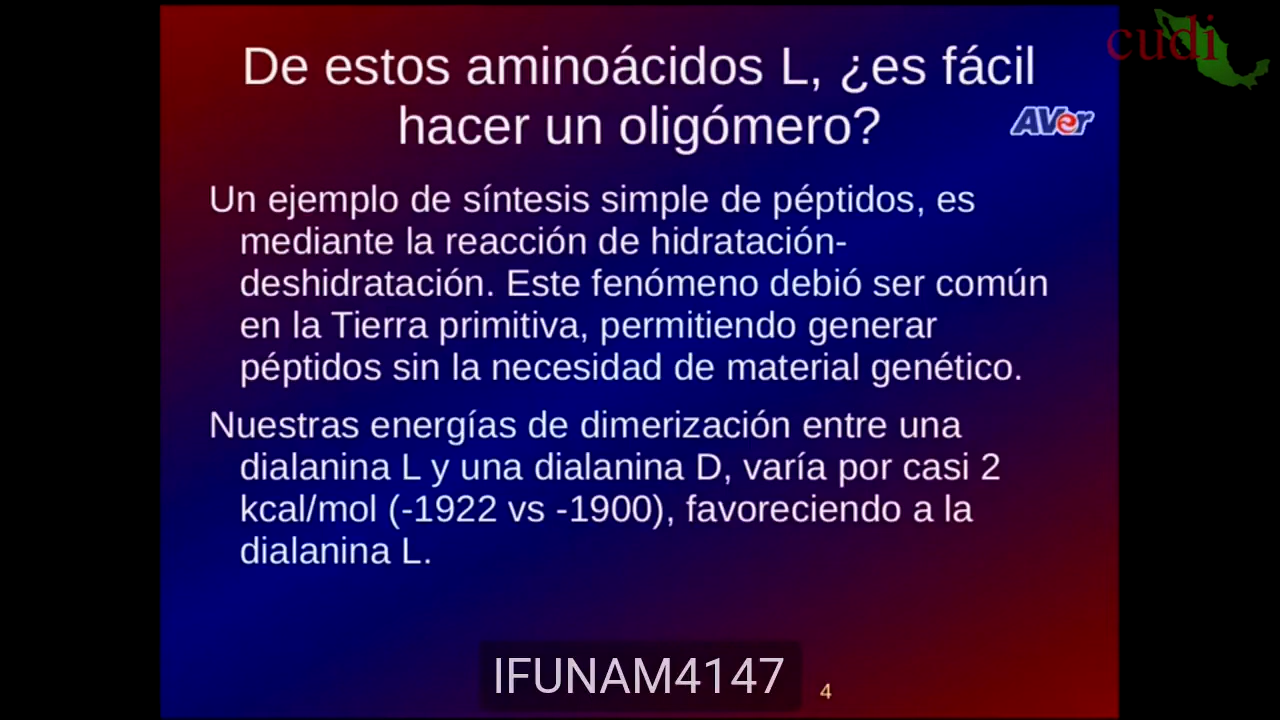 De estos aminoácidos L, ¿es fácil
hacer un oligómero?
cudi
AVer
Un ejemplo de síntesis simple de péptidos, es
mediante la reacción de hidratación-
deshidratación. Este fenómeno debió ser común
en la Tierra primitiva, permitiendo generar
péptidos sin la necesidad de material genético.
Nuestras energías de dimerización entre una
dialanina L y una dialanina D, varía por casi 2
kcal/mol (-1922 vs -1900), favoreciendo a la
dialanina L.
IFUNAM4147
4